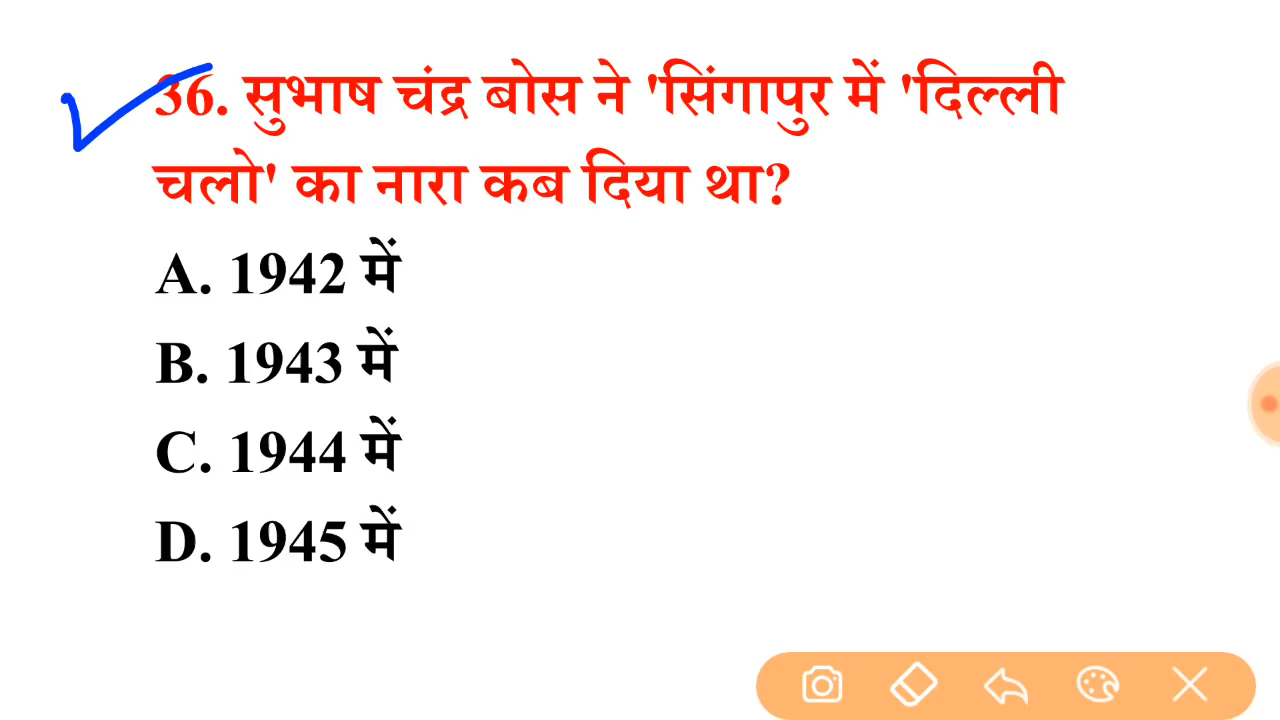 36. सुभाष चंद्र बोस ने 'सिंगापुर में 'दिल्ली
चलो' का नारा कब दिया था?
A. 1942 में
B. 1943 में
C. 1944 में
D. 1945 में